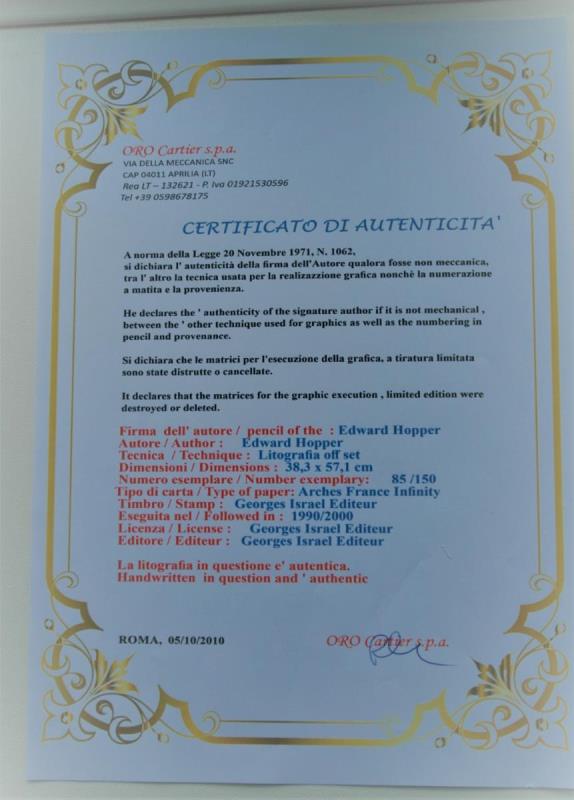 ORO Cartier s.p.a.
VIA DELLA MECCANICA SNC
CAP 04011 APRILIA (LT)
Rea LT – 132621 - P. Iva 01921530596
Tel +39 0598678175
CERTIFICATO DI AUTENTICITA'
A norma della Legge 20 Novembre 1971, N. 1062,
si dichiara l' autenticità della firma dell'Autore qualora fosse non meccanica,
tra l' altro la tecnica usata per la realizazzione grafica nonchè la numerazione
a matita e la provenienza.
He declares the ' authenticity of the signature author if it is not mechanical ,
between the ' other technique used for graphics as well as the numbering in
pencil and provenance.
Si dichiara che le matrici per l'esecuzione della grafica, a tiratura limitata
sono state distrutte o cancellate.
It declares that the matrices for the graphic execution , limited edition were
destroyed or deleted.
Firma dell' autore / pencil of the : Edward Hopper
Autore / Author : Edward Hopper
Tecnica / Technique : Litografia off set
Dimensioni / Dimensions : 38,3 x 57,1 cm
Numero esemplare / Number exemplary: 85 /150
Tipo di carta / Type of paper: Arches France Infinity
Timbro / Stamp : Georges Israel Editeur
Eseguita nel / Followed in : 1990/2000
Licenza / License : Georges Israel Editeur
Editore / Editeur : Georges Israel Editeur
La litografia in questione e' autentica.
Handwritten in question and ' authentic
ROMA, 05/10/2010
ORO Cartier s.p.a.